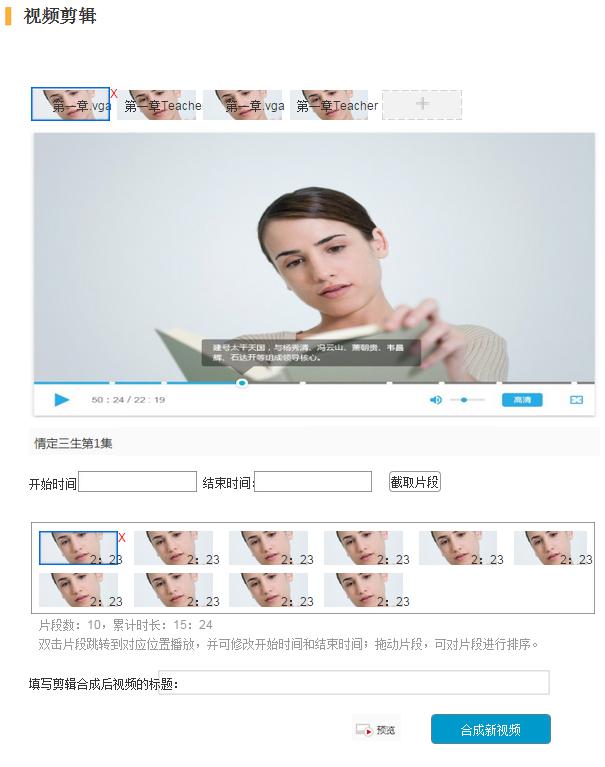 视频剪辑
第一章.vga X 第一章Teache 第一章.vga 第一章Teacher +
建号太平天国，与杨秀清、冯云山、萧朝贵、韦昌
辉、石达开等组成领导核心。
50：24 / 22：19 高清
情定三生第1集
开始时间 结束时间: 截取片段
2：23 X 2：23 2：23 2：23 2：23 2：23
2：23 2：23 2：23 2：23
片段数：10，累计时长：15：24
双击片段跳转到对应位置播放，并可修改开始时间和结束时间；拖动片段，可对片段进行排序。
填写剪辑合成后视频的标题：
预览 合成新视频